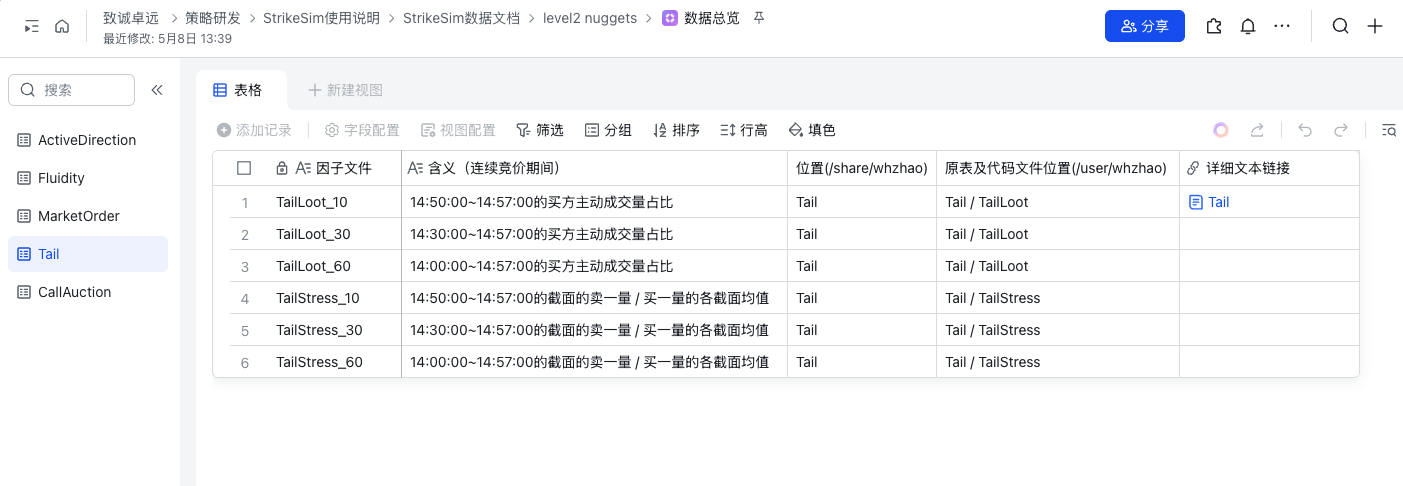 致诚卓远 > 策略研发 > StrikeSim使用说明 > StrikeSim数据文档 > level2 nuggets > 数据总览
最近修改: 5月8日 13:39
分享
搜索
ActiveDirection
Fluidity
MarketOrder
Tail
CallAuction
表格 新建视图
添加记录 字段配置 视图配置 筛选 分组 排序 行高 填色
因子文件 含义（连续竞价期间） 位置(/share/whzhao) 原表及代码文件位置(/user/whzhao) 详细文本链接
1 TailLoot_10 14:50:00~14:57:00的买方主动成交量占比 Tail Tail / TailLoot Tail
2 TailLoot_30 14:30:00~14:57:00的买方主动成交量占比 Tail Tail / TailLoot
3 TailLoot_60 14:00:00~14:57:00的买方主动成交量占比 Tail Tail / TailLoot
4 TailStress_10 14:50:00~14:57:00的截面的卖一量 / 买一量的各截面均值 Tail Tail / TailStress
5 TailStress_30 14:30:00~14:57:00的截面的卖一量 / 买一量的各截面均值 Tail Tail / TailStress
6 TailStress_60 14:00:00~14:57:00的截面的卖一量 / 买一量的各截面均值 Tail Tail / TailStress